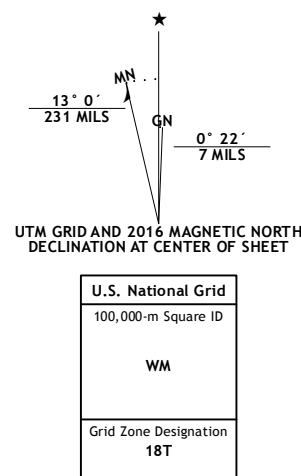 ★
MN
13° 0´
231 MILS
GN
0° 22´
7 MILS
UTM GRID AND 2016 MAGNETIC NORTH
DECLINATION AT CENTER OF SHEET
U.S. National Grid
100,000-m Square ID
WM
Grid Zone Designation
18T